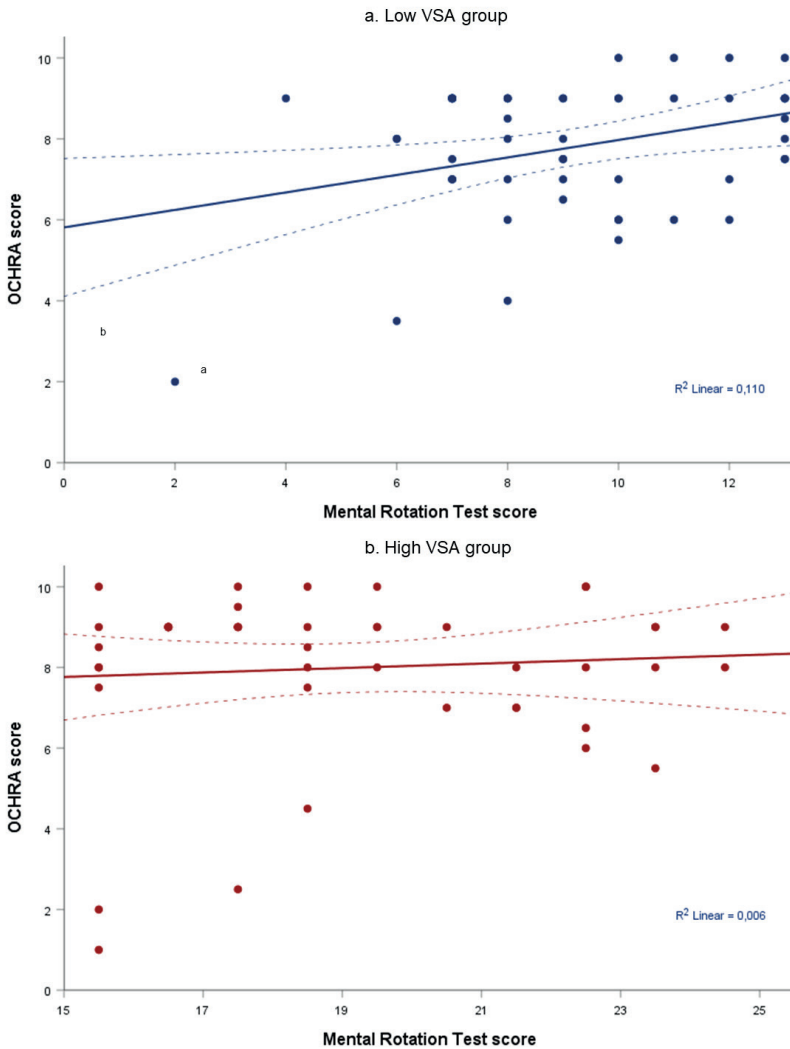 a. Low VSA group
10
8
6
4
2
0
OCHRA score
b
a
R² Linear = 0,110
0 2 4 6 8 10 12
Mental Rotation Test score
b. High VSA group
10
8
6
4
2
0
OCHRA score
R² Linear = 0,006
15 17 19 21 23 25
Mental Rotation Test score